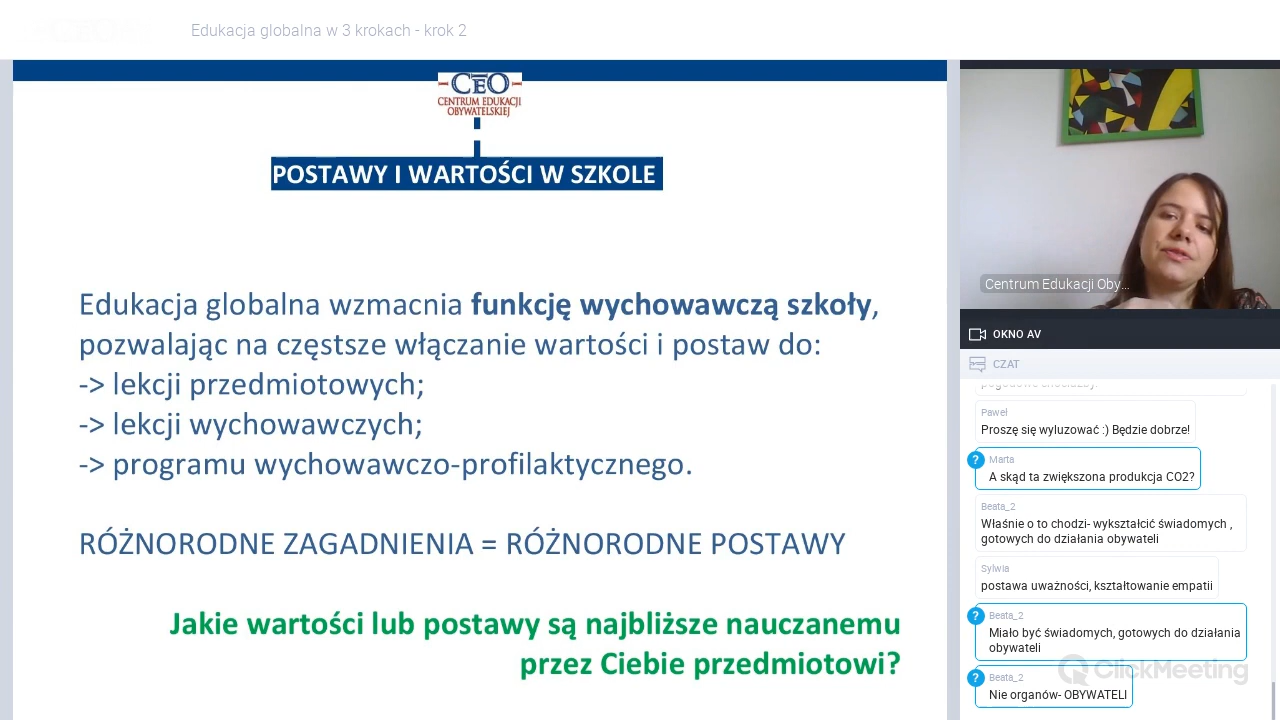 Edukacja globalna w 3 krokach - krok 2
CEO
CENTRUM EDUKACJI
OBYWATELSKIEJ
POSTAWY I WARTOŚCI W SZKOLE
Edukacja globalna wzmacnia funkcję wychowawczą szkoły,
pozwalając na częstsze włączanie wartości i postaw do:
-> lekcji przedmiotowych;
-> lekcji wychowawczych;
-> programu wychowawczo-profilaktycznego.
RÓŻNORODNE ZAGADNIENIA = RÓŻNORODNE POSTAWY
Jakie wartości lub postawy są najbliższe nauczanemu
przez Ciebie przedmiotowi?
Centrum Edukacji Oby...
OKNO AV
CZAT
Paweł
Proszę się wyluzować :) Będzie dobrze!
?
Marta
A skąd ta zwiększona produkcja CO2?
Beata_2
Właśnie o to chodzi- wykształcić świadomych ,
gotowych do działania obywateli
Sylwia
postawa uważności, kształtowanie empatii
?
Beata_2
Miało być świadomych, gotowych do działania
obywateli
?
Beata_2
Nie organów- OBYWATELI
ClickMeeting